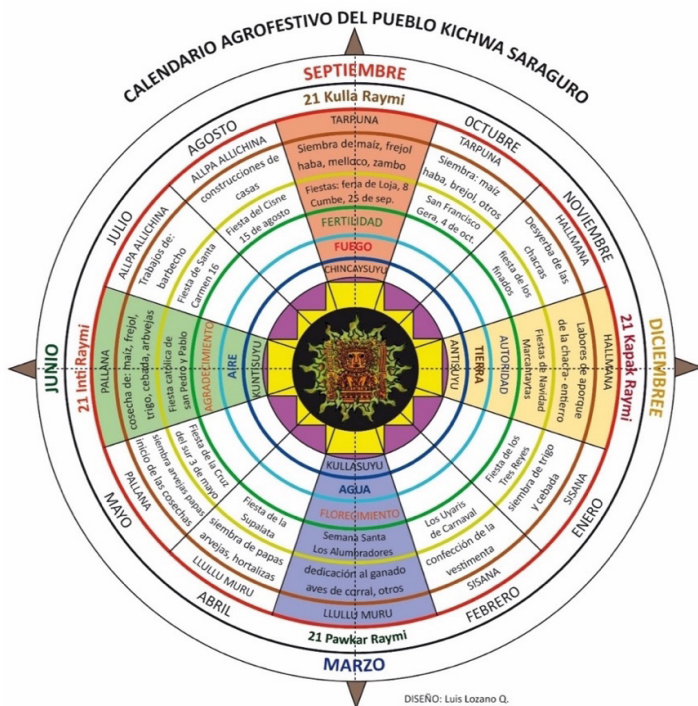 CALENDARIO AGROFESTIVO DEL PUEBLO KICHWA SARAGURO
SEPTIEMBRE
21 Kulla Raymi
TARPUNA
Siembra de: maíz, frejol
haba, melloco, zambo
Fiestas: feria de Loja, 8
Cumbe, 25 de sep.
FERTILIDAD
FUEGO
CHINCAYSUYU
OCTUBRE
TARPUNA
Siembra: maíz
haba, brejol, otros
San Francisco
Gera, 4 de oct.
NOVIEMBRE
HALLMANA
Desyerba de las
chacras
fiesta de los
finados
DICIEMBREE
21 Kapak Raymi
HALLMANA
Labores de aporque
de la chacra- entierro
Fiestas de Navidad
Marcantaytas
AUTORIDAD
TIERRA
ANTISUYU
ENERO
SISANA
siembra de trigo
y cebada
Fiesta de los
Tres Reyes
FEBRERO
SISANA
confección de la
vestimenta
Los Uyaris
de Carnaval
KULLASUYU
AGUA
FLORECIMIENTO
Semana Santa
Los Alumbradores
dedicación al ganado
aves de corral, otros
LLULLU MURU
21 Pawkar Raymi
MARZO
ABRIL
LLULLU MURU
siembra de papas
arvejas, hortalizas
Fiesta de la
Supalata
MAYO
PALLANA
inicio de las cosechas
siembra arvejas papas
Fiesta de la Cruz
del sur 3 de mayo
JUNIO
21 Inti Raymi
PALLANA
cosecha de: maíz, frejol,
trigo, cebada, arbvejas
Fiesta católica de
san Pedro y Pablo
AGRADECIMIENTO
AIRE
KUNTISUYU
JULIO
ALLPA ALLICHINA
Trabajos de:
barbecho
Fiesta de Santa
Carmen 16
AGOSTO
ALLPA ALLICHINA
construcciones de
casas
Fiesta del Cisne
15 de agosto
DISEÑO: Luis Lozano Q.